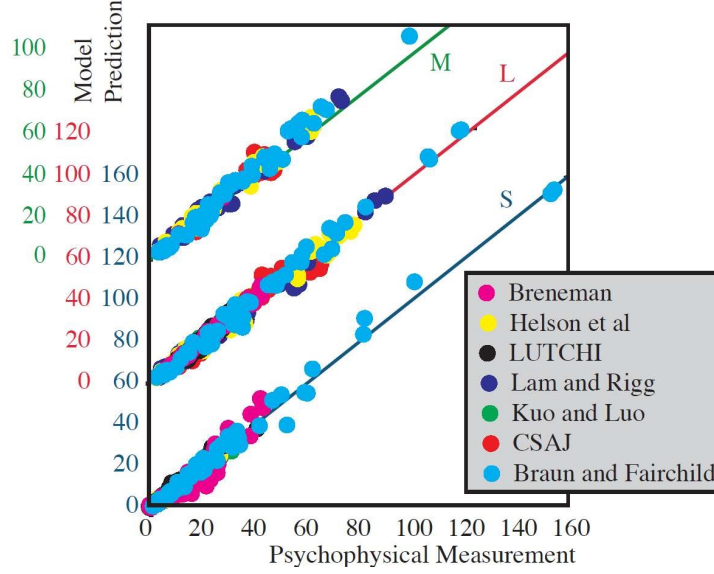 Model
Prediction
100
80
60
40
20
0
120
100
80
60
40
20
0
160
140
120
100
80
60
40
20
0
M
L
S
Breneman
Helson et al
LUTCHI
Lam and Rigg
Kuo and Luo
CSAJ
Braun and Fairchild
0 20 40 60 80 100 120 140 160
Psychophysical Measurement